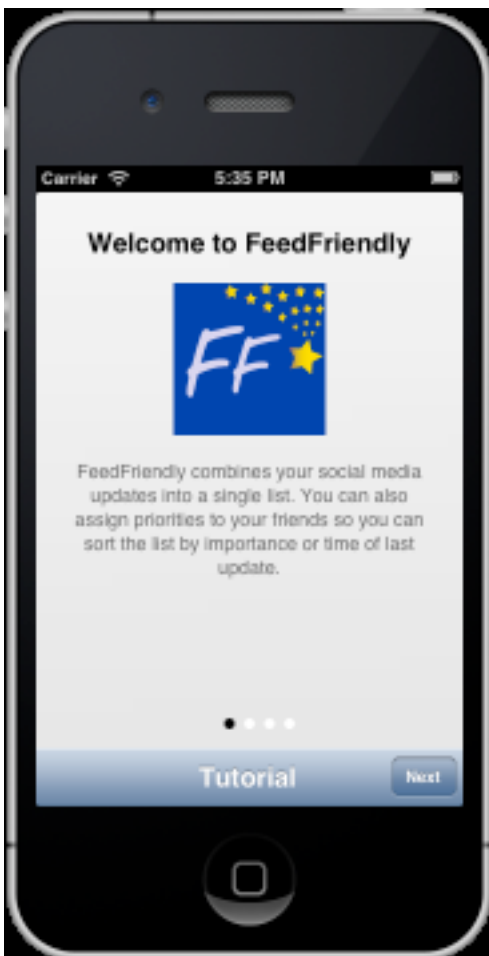 Carrier 5:35 PM
Welcome to FeedFriendly
FF
FeedFriendly combines your social media
updates into a single list. You can also
assign priorities to your friends so you can
sort the list by importance or time of last
update.
Tutorial Next